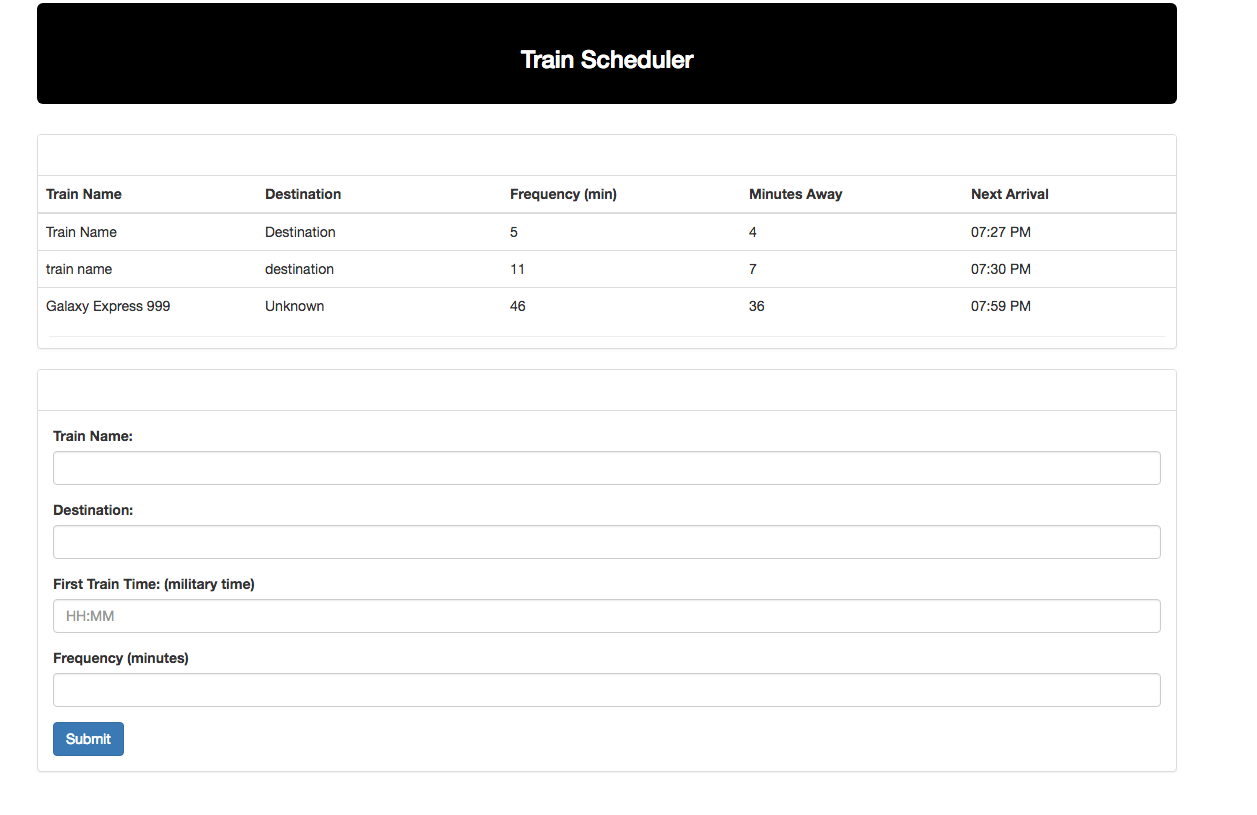 Train Scheduler
Train Name Destination Frequency (min) Minutes Away Next Arrival
Train Name Destination 5 4 07:27 PM
train name destination 11 7 07:30 PM
Galaxy Express 999 Unknown 46 36 07:59 PM
Train Name:
Destination:
First Train Time: (military time)
HH:MM
Frequency (minutes)
Submit